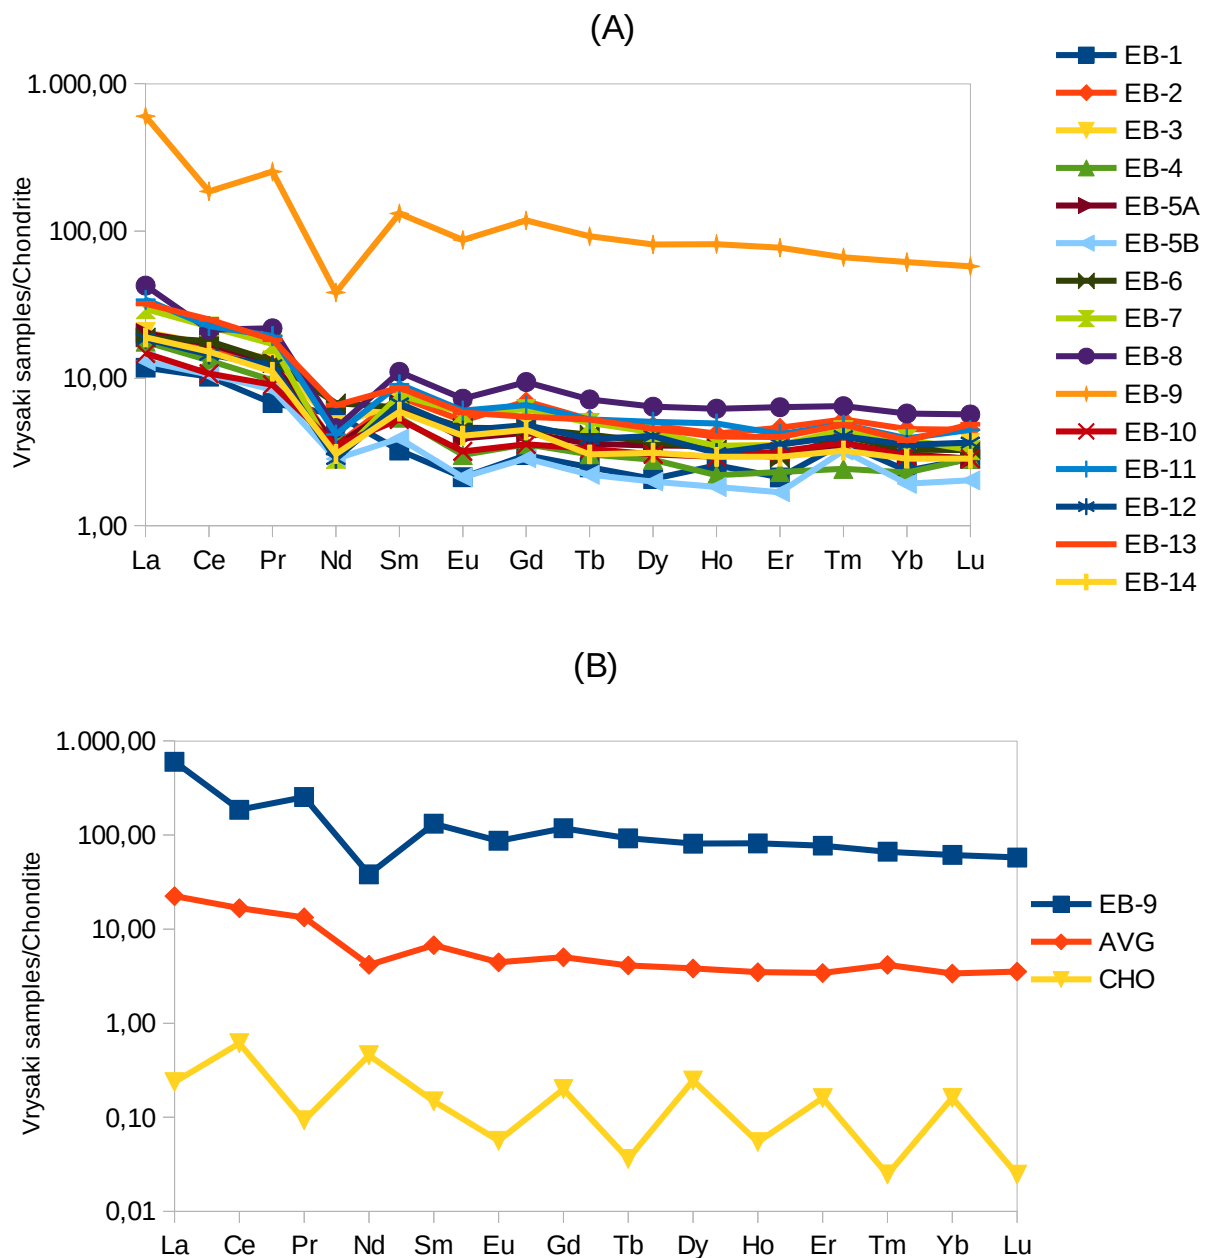 (A)
Vrysaki samples/Chondrite
1.000,00
100,00
10,00
1,00
La Ce Pr Nd Sm Eu Gd Tb Dy Ho Er Tm Yb Lu
EB-1
EB-2
EB-3
EB-4
EB-5A
EB-5B
EB-6
EB-7
EB-8
EB-9
EB-10
EB-11
EB-12
EB-13
EB-14
(B)
Vrysaki samples/Chondite
1.000,00
100,00
10,00
1,00
0,10
0,01
La Ce Pr Nd Sm Eu Gd Tb Dy Ho Er Tm Yb Lu
EB-9
AVG
CHO